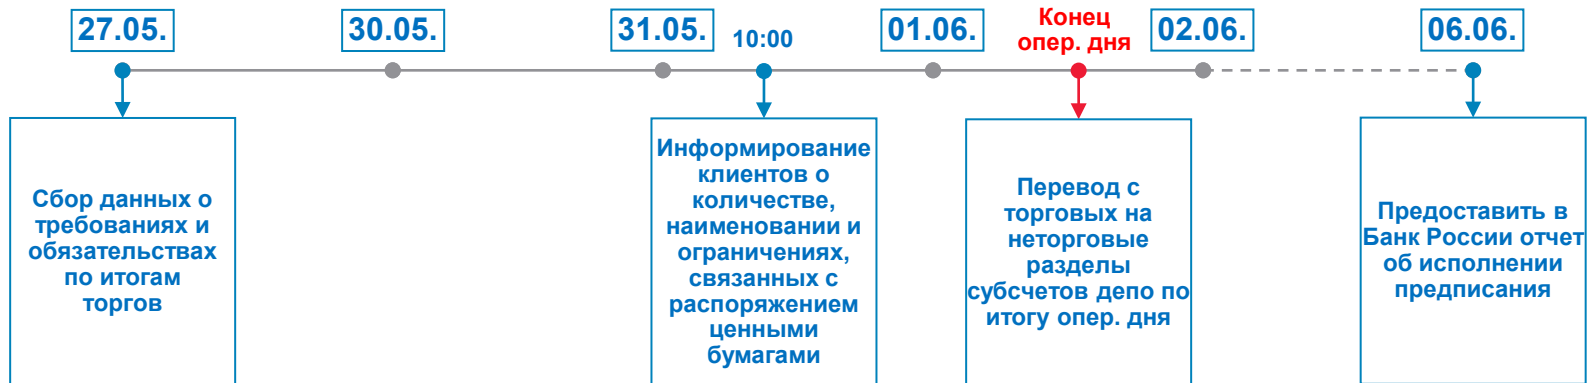 27.05.
30.05.
31.05.
10:00
01.06.
Конец
опер. дня
02.06.
06.06.
Сбор данных о
требованиях и
обязательствах
по итогам
торгов
Информирование
клиентов о
количестве,
наименовании и
ограничениях,
связанных с
распоряжением
ценными
бумагами
Перевод с
торговых на
неторговые
разделы
субсчетов депо по
итогу опер. дня
Предоставить в
Банк России отчет
об исполнении
предписания